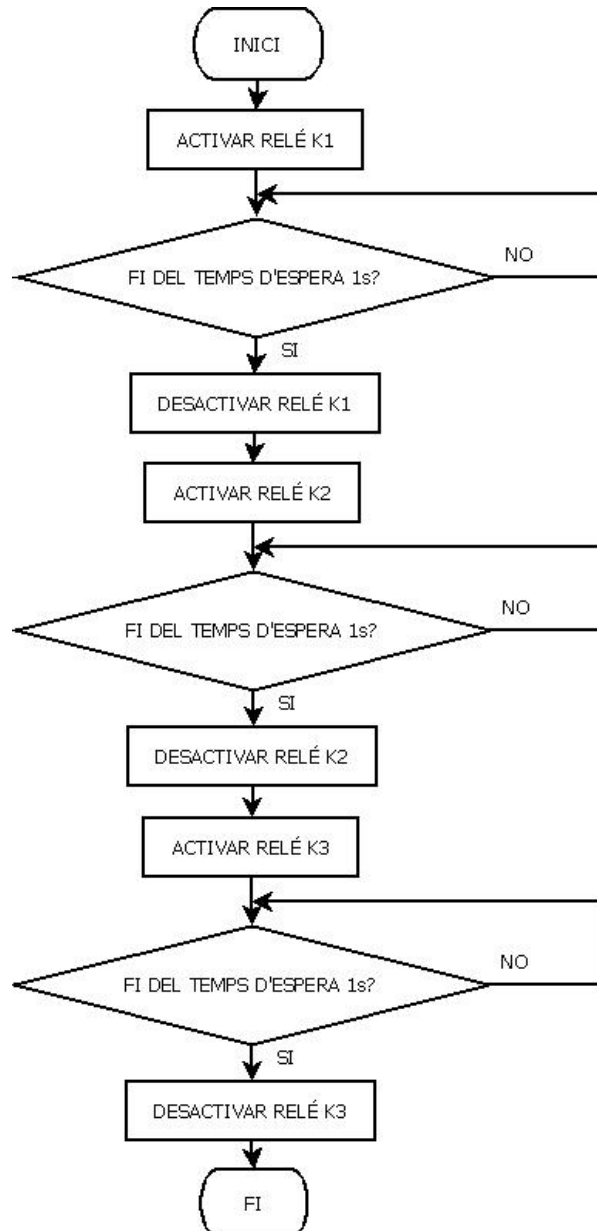 INICI
ACTIVAR RELÉ K1
FI DEL TEMPS D'ESPERA 1s?
NO
SI
DESACTIVAR RELÉ K1
ACTIVAR RELÉ K2
FI DEL TEMPS D'ESPERA 1s?
NO
SI
DESACTIVAR RELÉ K2
ACTIVAR RELÉ K3
FI DEL TEMPS D'ESPERA 1s?
NO
SI
DESACTIVAR RELÉ K3
FI